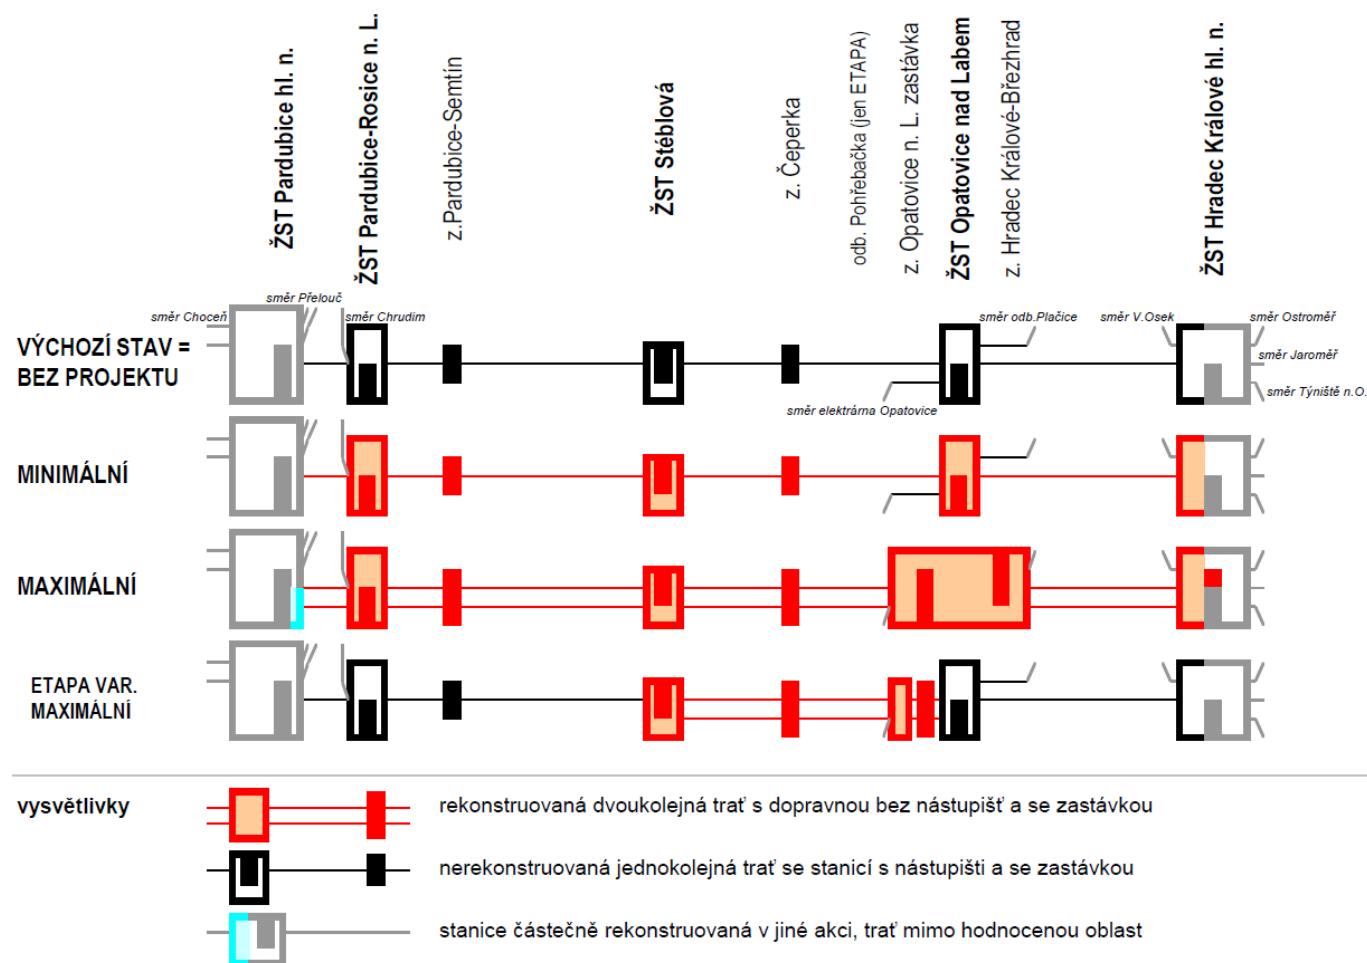 ŽST Pardubice hl. n.
ŽST Pardubice-Rosice n. L.
z.Pardubice-Semtín
ŽST Stéblová
z. Čeperka
odb. Pohřebačka (jen ETAPA)
z. Opatovice n. L. zastávka
ŽST Opatovice nad Labem
z. Hradec Králové-Březhrad
ŽST Hradec Králové hl. n.
směr Přelouč
směr Choceň
směr Chrudim
směr odb.Plačice
směr V.Osek
směr Ostroměř
VÝCHOZÍ STAV =
BEZ PROJEKTU
směr Jaroměř
směr Týniště n.O.
směr elektrárna Opatovice
MINIMÁLNÍ
MAXIMÁLNÍ
ETAPA VAR.
MAXIMÁLNÍ
vysvětlivky
rekonstruovaná dvoukolejná trať s dopravnou bez nástupišť a se zastávkou
nerekonstruovaná jednokolejná trať se stanicí s nástupišti a se zastávkou
stanice částečně rekonstruovaná v jiné akci, trať mimo hodnocenou oblast